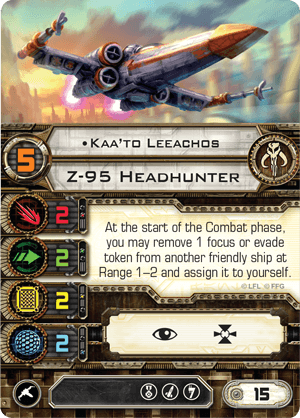 •Kaa'to Leeachos
5
Z-95 Headhunter
2
2
2
2
At the start of the Combat phase,
you may remove 1 focus or evade
token from another friendly ship at
Range 1–2 and assign it to yourself.
© LFL © FFG
15